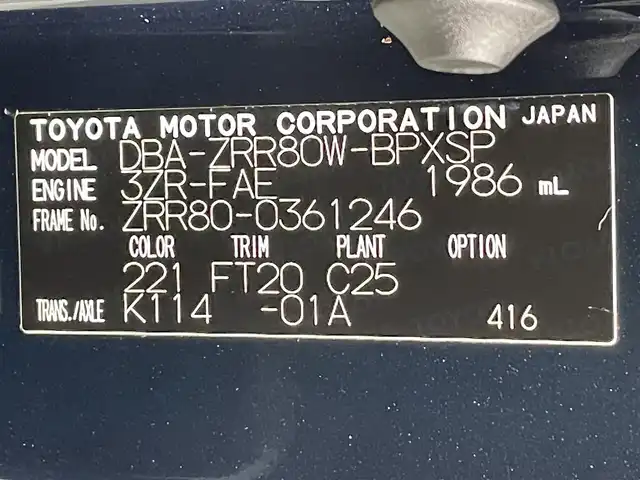 TOYOTA MOTOR CORPORATION JAPAN
MODEL DBA-ZRR80W-BPXSP
ENGINE 3ZR-FAE 1986 mL
FRAME No. ZRR80-0361246
COLOR TRIM PLANT OPTION
221 FT20 C25
TRANS./AXLE K114 -01A 416